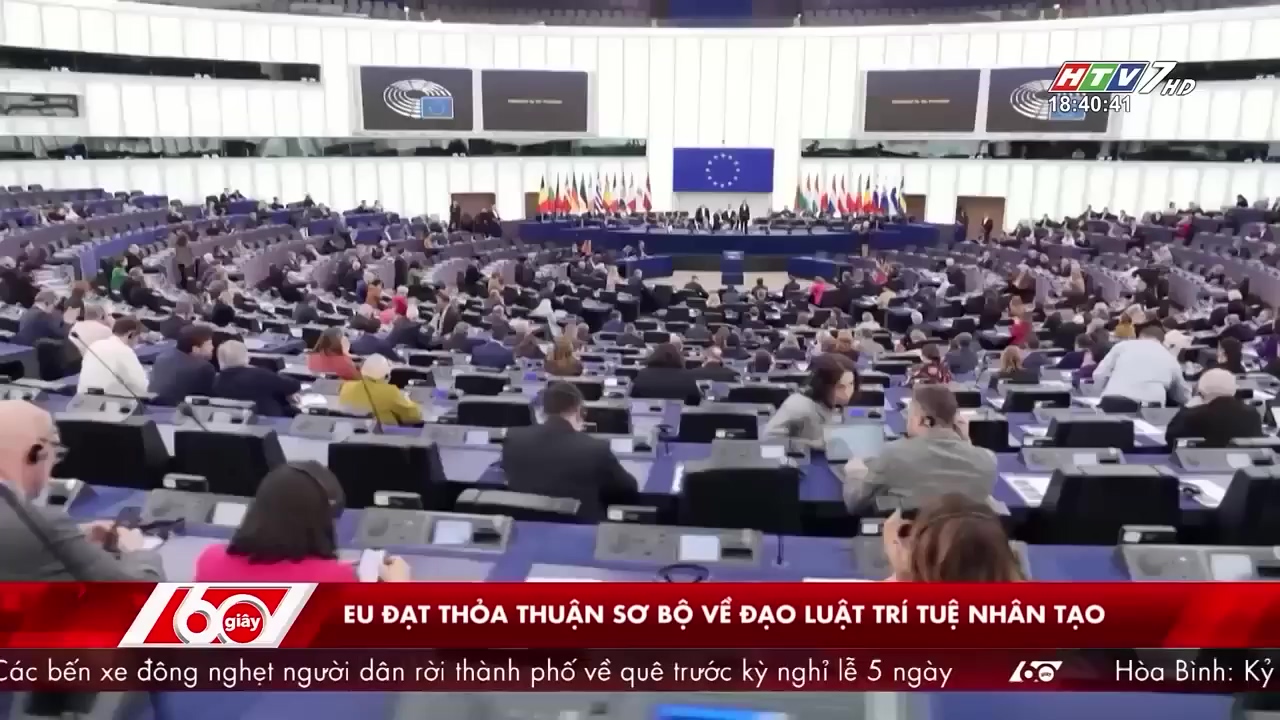 HTV7 HD
18:40:41
60 giây
EU ĐẠT THỎA THUẬN SƠ BỘ VỀ ĐẠO LUẬT TRÍ TUỆ NHÂN TẠO
Các bến xe đông nghẹt người dân rời thành phố về quê trước kỳ nghỉ lễ 5 ngày
60 giây
Hòa Bình: Kỷ